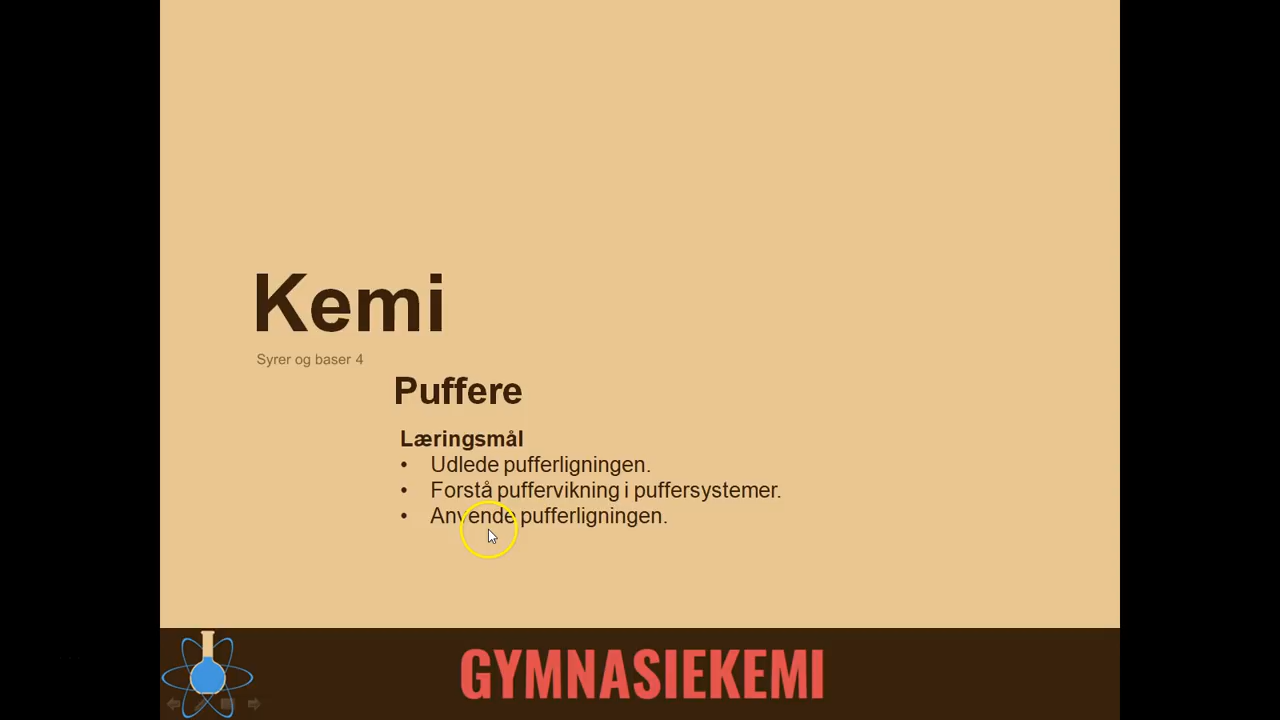 Kemi
Syrer og baser 4
Puffere
Læringsmål
• Udlede pufferligningen.
• Forstå puffervikning i puffersystemer.
• Anvende pufferligningen.
GYMNASIEKEMI